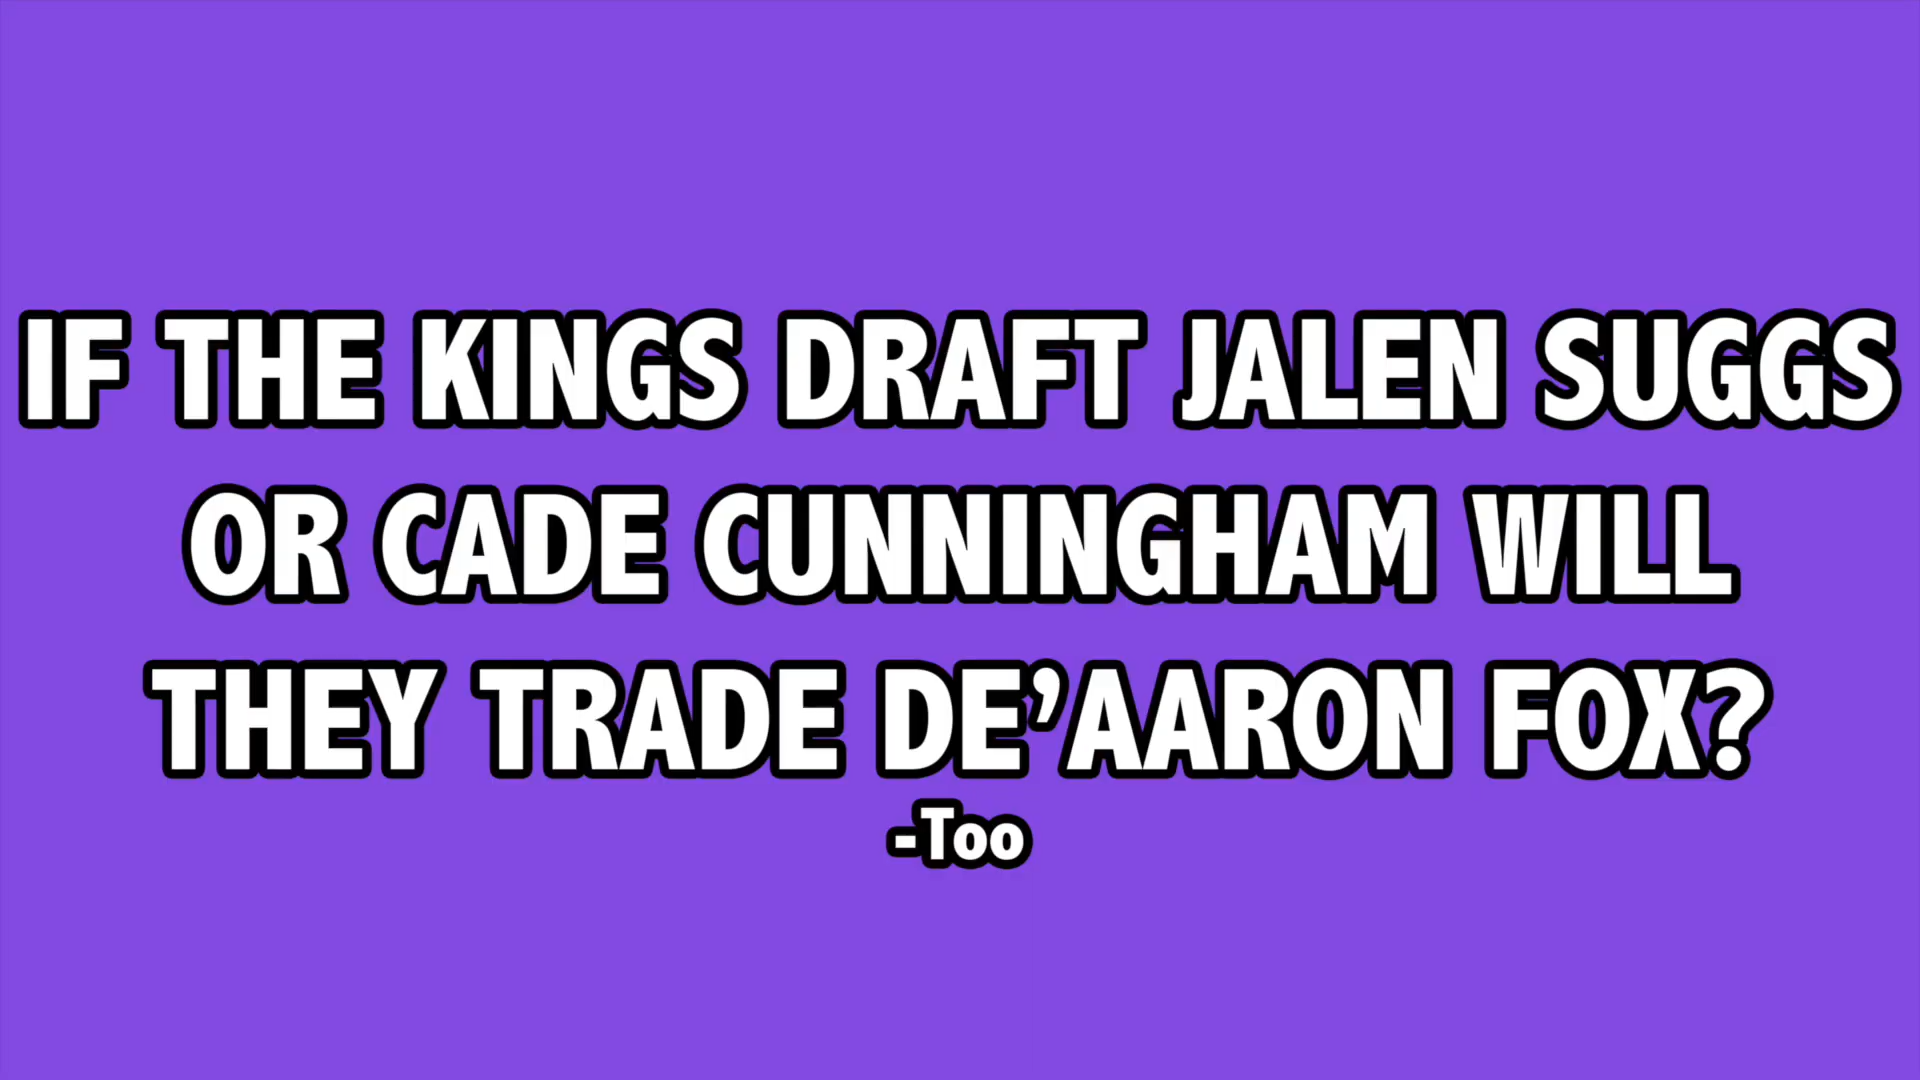 IF THE KINGS DRAFT JALEN SUGGS
OR CADE CUNNINGHAM WILL
THEY TRADE DE’AARON FOX?
-Too